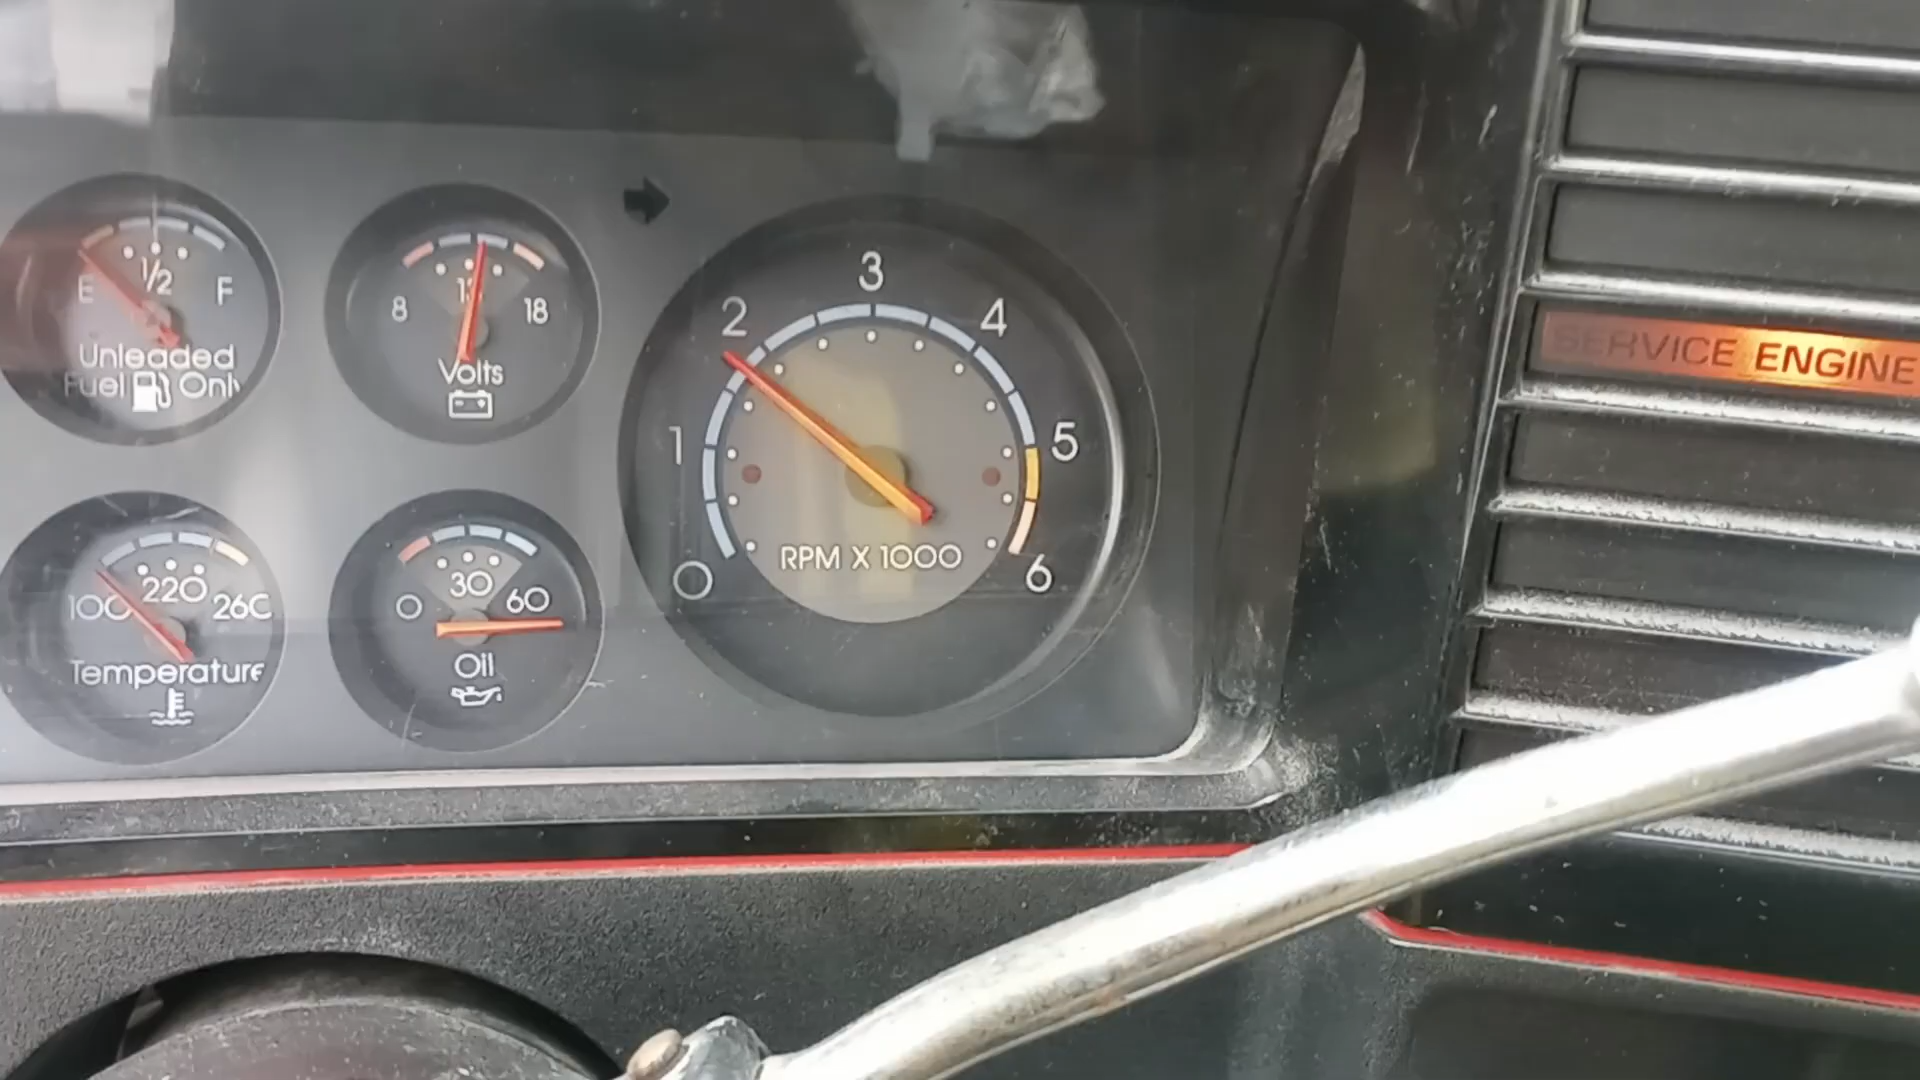 E 1/2 F
Unleaded
Fuel Only
8 13 18
Volts
0 1 2 3 4 5 6
RPM X 1000
SERVICE ENGINE
100 220 260
Temperature
0 30 60
Oil